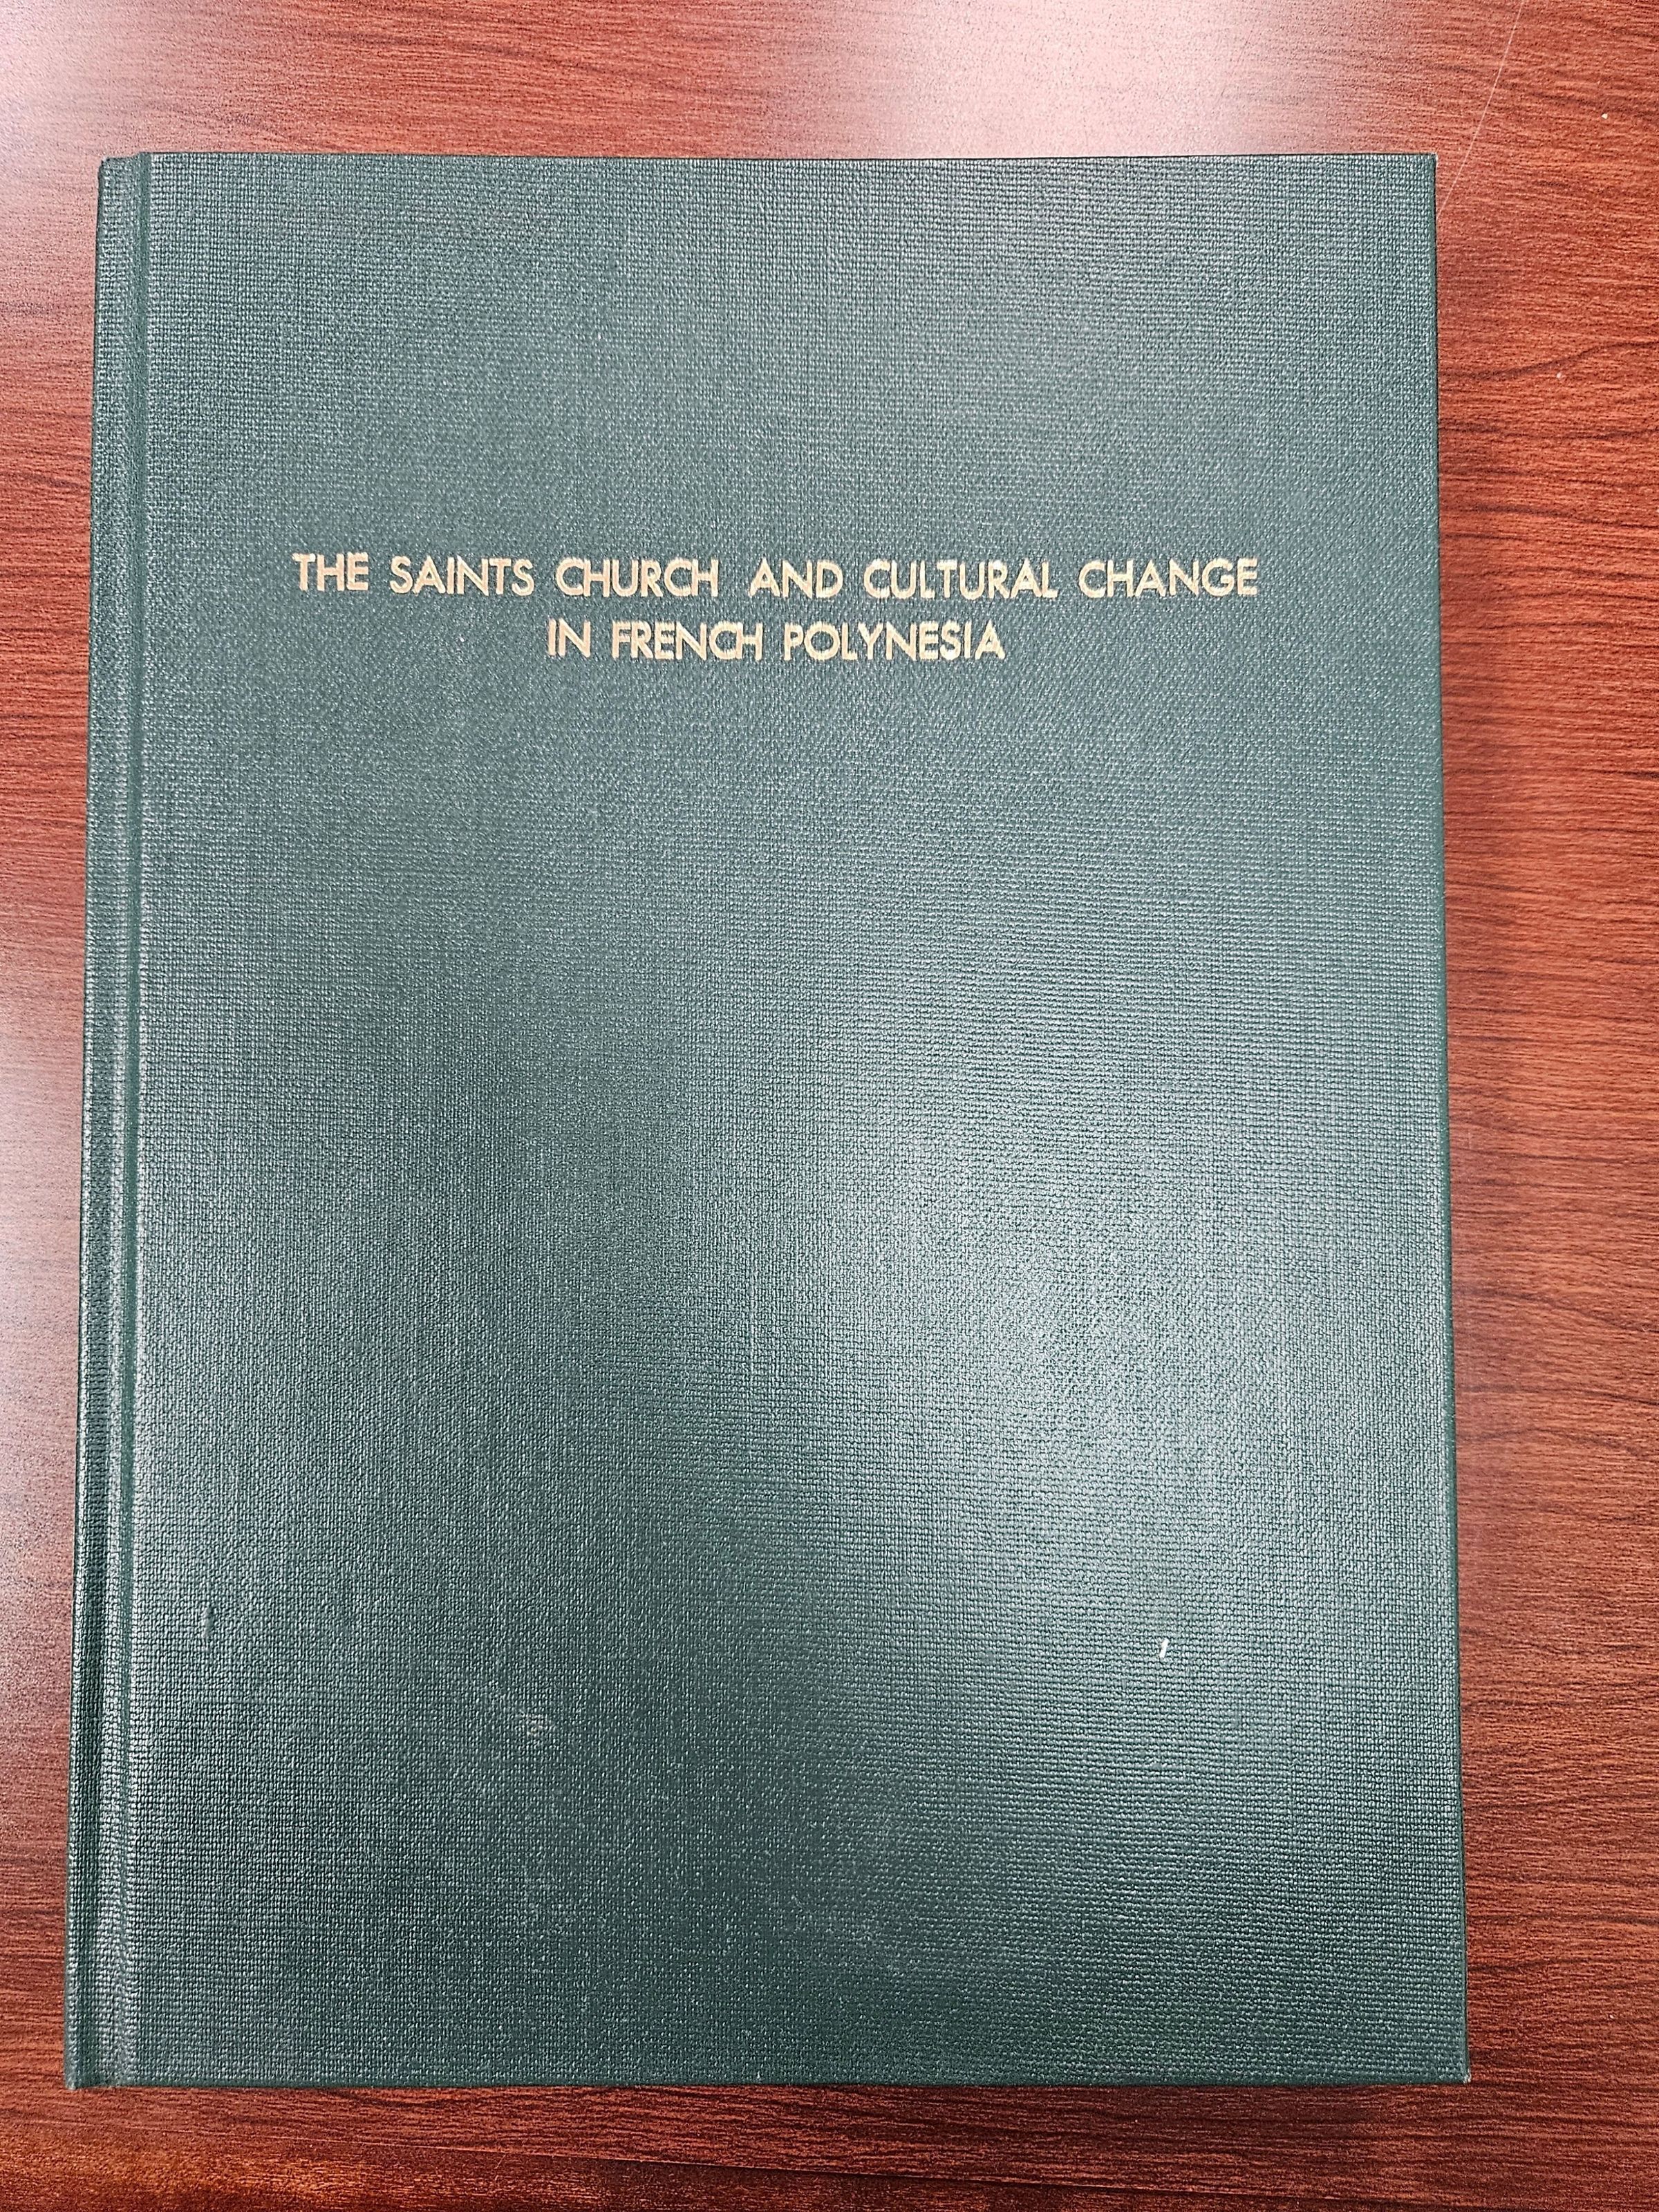 THE SAINTS CHURCH AND CULTURAL CHANGE
IN FRENCH POLYNESIA